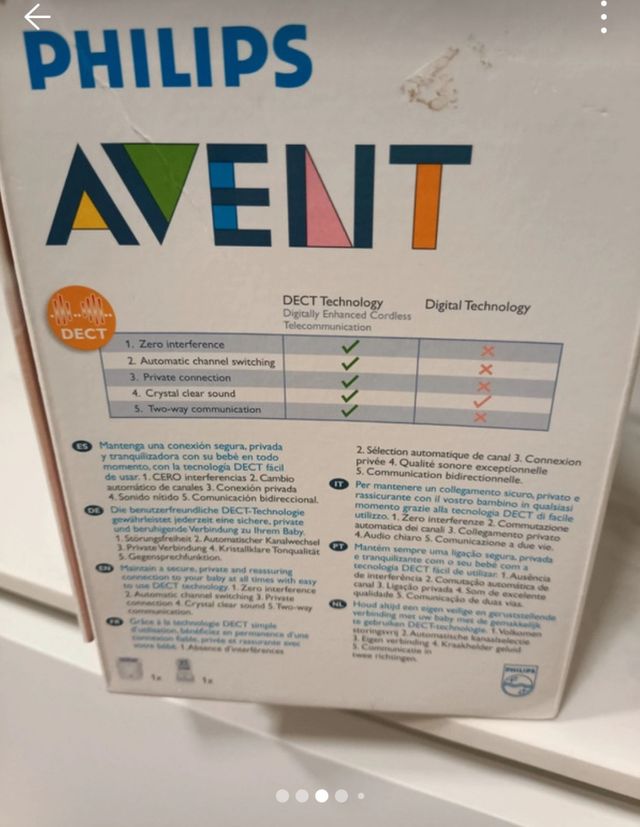 PHILIPS
AVENT
DECT
DECT Technology
Digitally Enhanced Cordless
Telecommunication
Digital Technology
1. Zero interference
2. Automatic channel switching
3. Private connection
4. Crystal clear sound
5. Two-way communication
ES Mantenga una conexión segura, privada
y tranquilizadora con su bebé en todo
momento, con la tecnología DECT fácil
de usar. 1. CERO interferencias 2. Cambio
automático de canales 3. Conexión privada
4. Sonido nítido 5. Comunicación bidireccional.
DE Die benutzerfreundliche DECT-Technologie
gewährleistet jederzeit eine sichere, private
und beruhigende Verbindung zu Ihrem Baby.
1. Störungsfreiheit 2. Automatischer Kanalwechsel
3. Private Verbindung 4. Kristallklare Tonqualität
5. Gegensprechfunktion.
EN Maintain a secure, private and reassuring
connection to your baby at all times with easy
to use DECT technology. 1. Zero interference
2. Automatic channel switching 3. Private
connection 4. Crystal clear sound 5. Two-way
communication.
FR Grâce à la technologie DECT simple
d'utilisation, bénéficiez en permanence d'une
connexion fiable, privée et rassurante avec
votre bébé. 1. Absence d'interférences
1x
1x
2. Sélection automatique de canal 3. Connexion
privée 4. Qualité sonore exceptionnelle
5. Communication bidirectionnelle.
IT Per mantenere un collegamento sicuro, privato e
rassicurante con il vostro bambino in qualsiasi
momento grazie alla tecnologia DECT di facile
utilizzo. 1. Zero interferenze 2. Commutazione
automatica dei canali 3. Collegamento privato
4. Audio chiaro 5. Comunicazione a due vie.
PT Mantém sempre uma ligação segura, privada
e tranquilizante com o seu bebé com a
tecnologia DECT fácil de utilizar. 1. Ausência
de interferência 2. Comutação automática de
canal 3. Ligação privada 4. Som de excelente
qualidade 5. Comunicação de duas vias.
NL Houd altijd een eigen veilige en geruststellende
verbinding met uw baby met de gemakkelijk
te gebruiken DECT-technologie. 1. Volkomen
storingsvrij 2. Automatische kanaalselectie
3. Eigen verbinding 4. Kraakhelder geluid
5. Communicatie in
twee richtingen.
PHILIPS